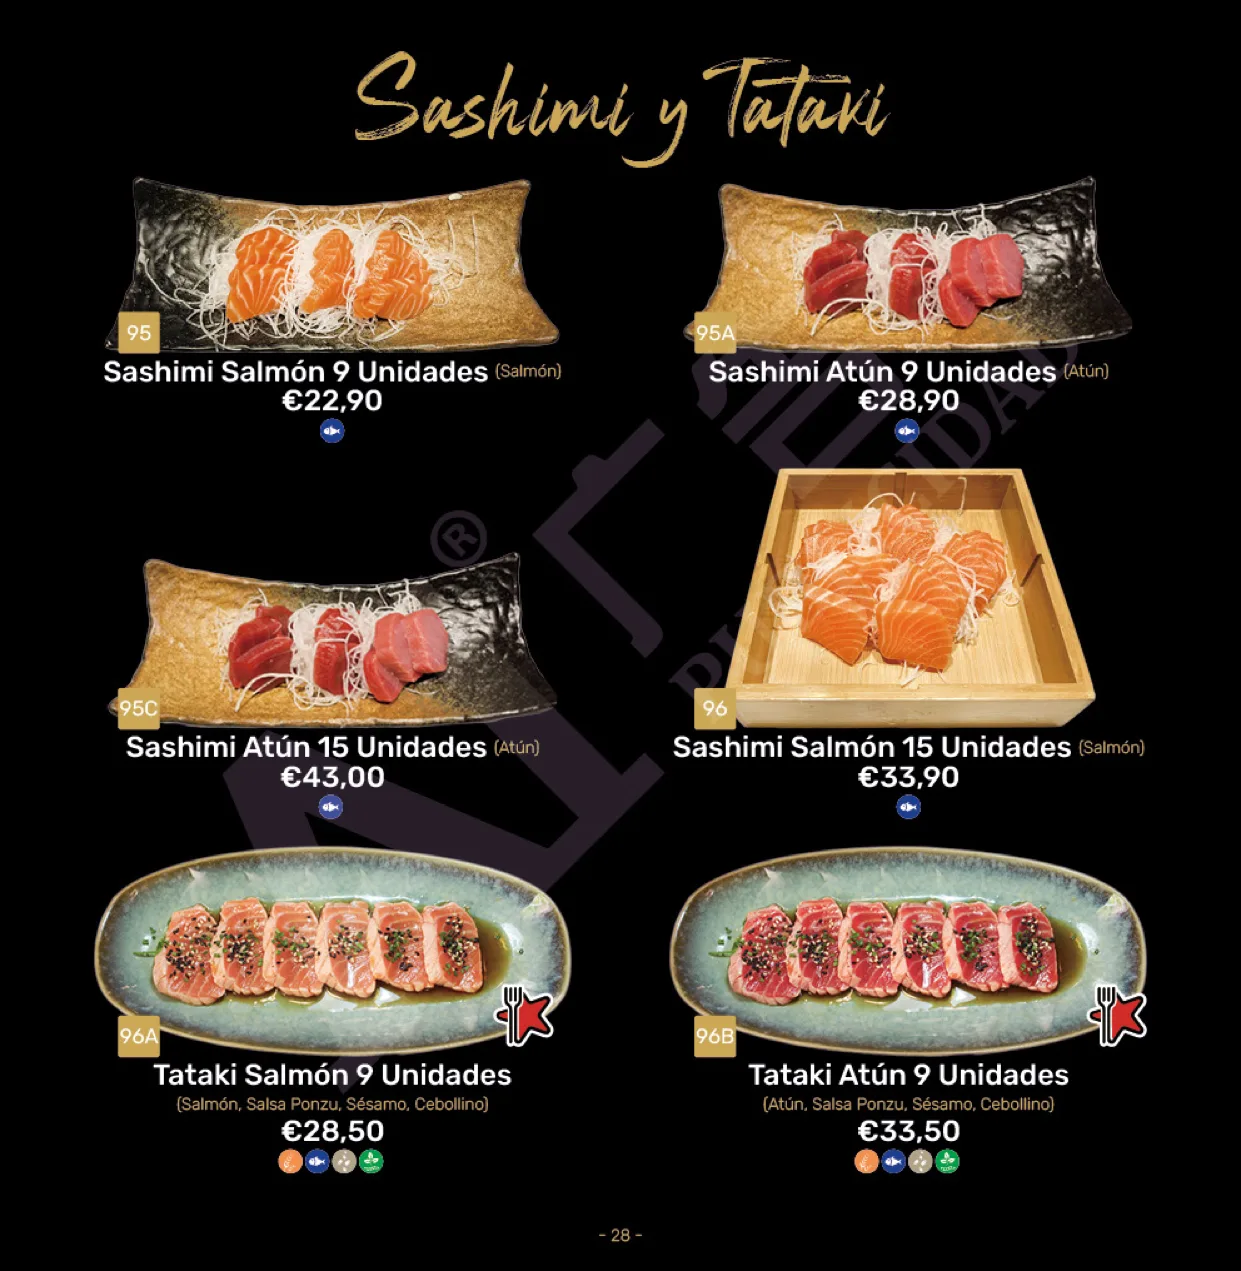 Sashimi y Tataki
95
Sashimi Salmón 9 Unidades (Salmón)
€22,90
95A
Sashimi Atún 9 Unidades (Atún)
€28,90
®
95C
Sashimi Atún 15 Unidades (Atún)
€43,00
96
Sashimi Salmón 15 Unidades (Salmón)
€33,90
96A
Tataki Salmón 9 Unidades
(Salmón, Salsa Ponzu, Sésamo, Cebollino)
€28,50
96B
Tataki Atún 9 Unidades
(Atún, Salsa Ponzu, Sésamo, Cebollino)
€33,50
- 28 -